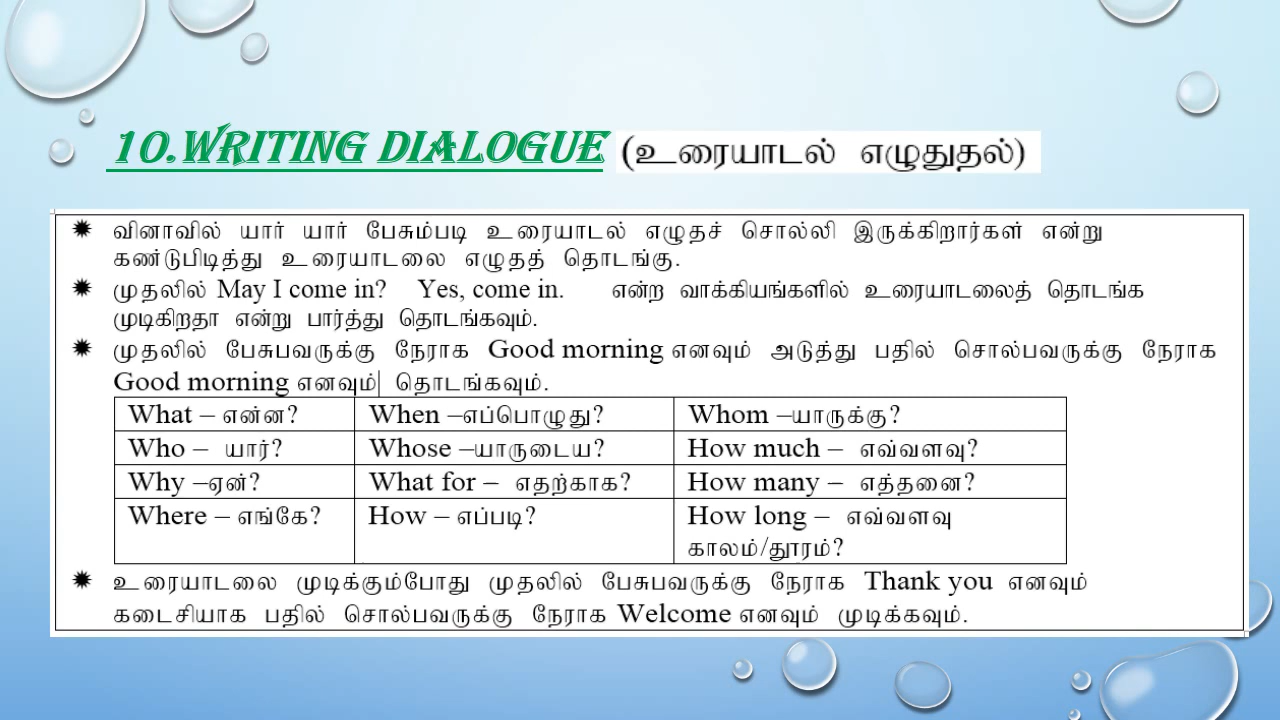 10.WRITING DIALOGUE (உரையாடல் எழுதுதல்)
வினாவில் யார் யார் பேசும்படி உரையாடல் எழுதச் சொல்லி இருக்கிறார்கள் என்று
கண்டுபிடித்து உரையாடலை எழுதத் தொடங்கு.
முதலில் May I come in? Yes, come in. என்ற வாக்கியங்களில் உரையாடலைத் தொடங்க
முடிகிறதா என்று பார்த்து தொடங்கவும்.
முதலில் பேசுபவருக்கு நேராக Good morning எனவும் அடுத்து பதில் சொல்பவருக்கு நேராக
Good morning எனவும் தொடங்கவும்.
What – என்ன? When –எப்பொழுது? Whom –யாருக்கு?
Who – யார்? Whose –யாருடைய? How much – எவ்வளவு?
Why –ஏன்? What for – எதற்காக? How many – எத்தனை?
Where – எங்கே? How – எப்படி? How long – எவ்வளவு
காலம்/தூரம்?
உரையாடலை முடிக்கும்போது முதலில் பேசுபவருக்கு நேராக Thank you எனவும்
கடைசியாக பதில் சொல்பவருக்கு நேராக Welcome எனவும் முடிக்கவும்.